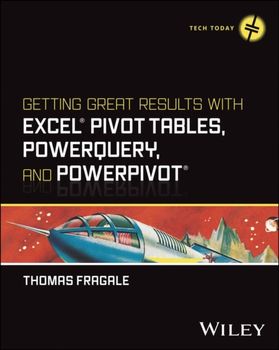 TECH TODAY
GETTING GREAT RESULTS WITH
EXCEL® PIVOT TABLES,
POWERQUERY,
AND POWERPIVOT®
THOMAS FRAGALE
WILEY